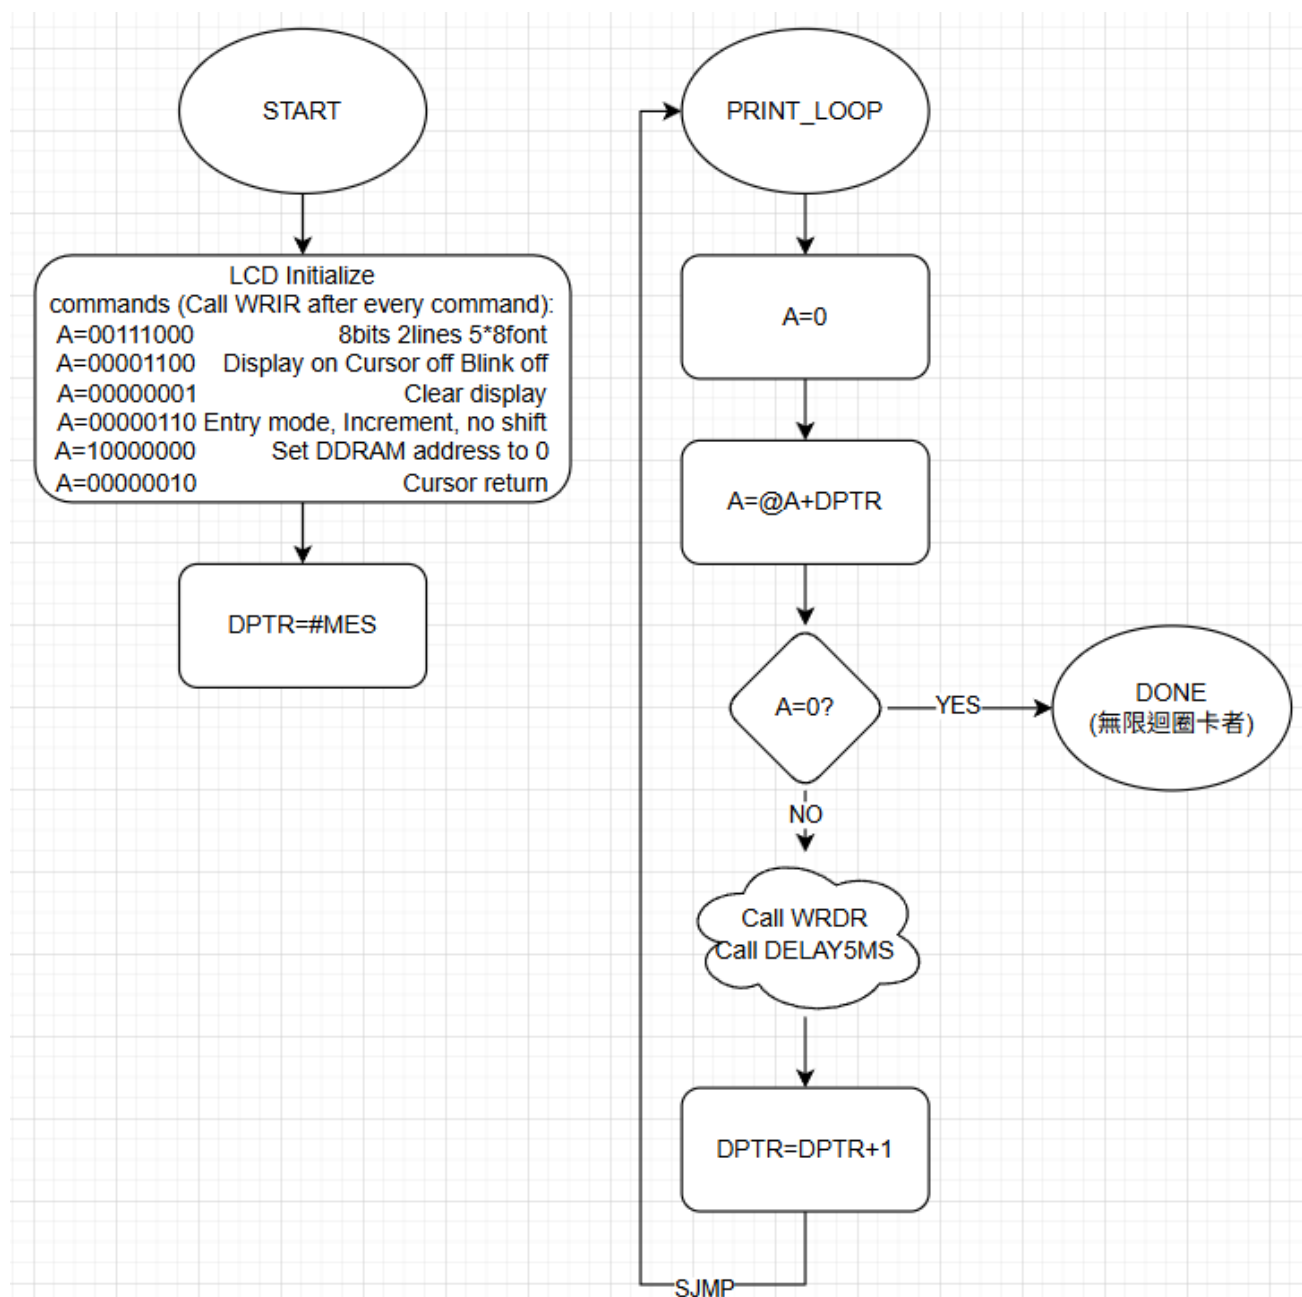 START
LCD Initialize
commands (Call WRIR after every command):
A=00111000 8bits 2lines 5*8font
A=00001100 Display on Cursor off Blink off
A=00000001 Clear display
A=00000110 Entry mode, Increment, no shift
A=10000000 Set DDRAM address to 0
A=00000010 Cursor return
DPTR=#MES
PRINT_LOOP
A=0
A=@A+DPTR
A=0?
YES
DONE
(無限迴圈卡者)
NO
Call WRDR
Call DELAY5MS
DPTR=DPTR+1
SJMP